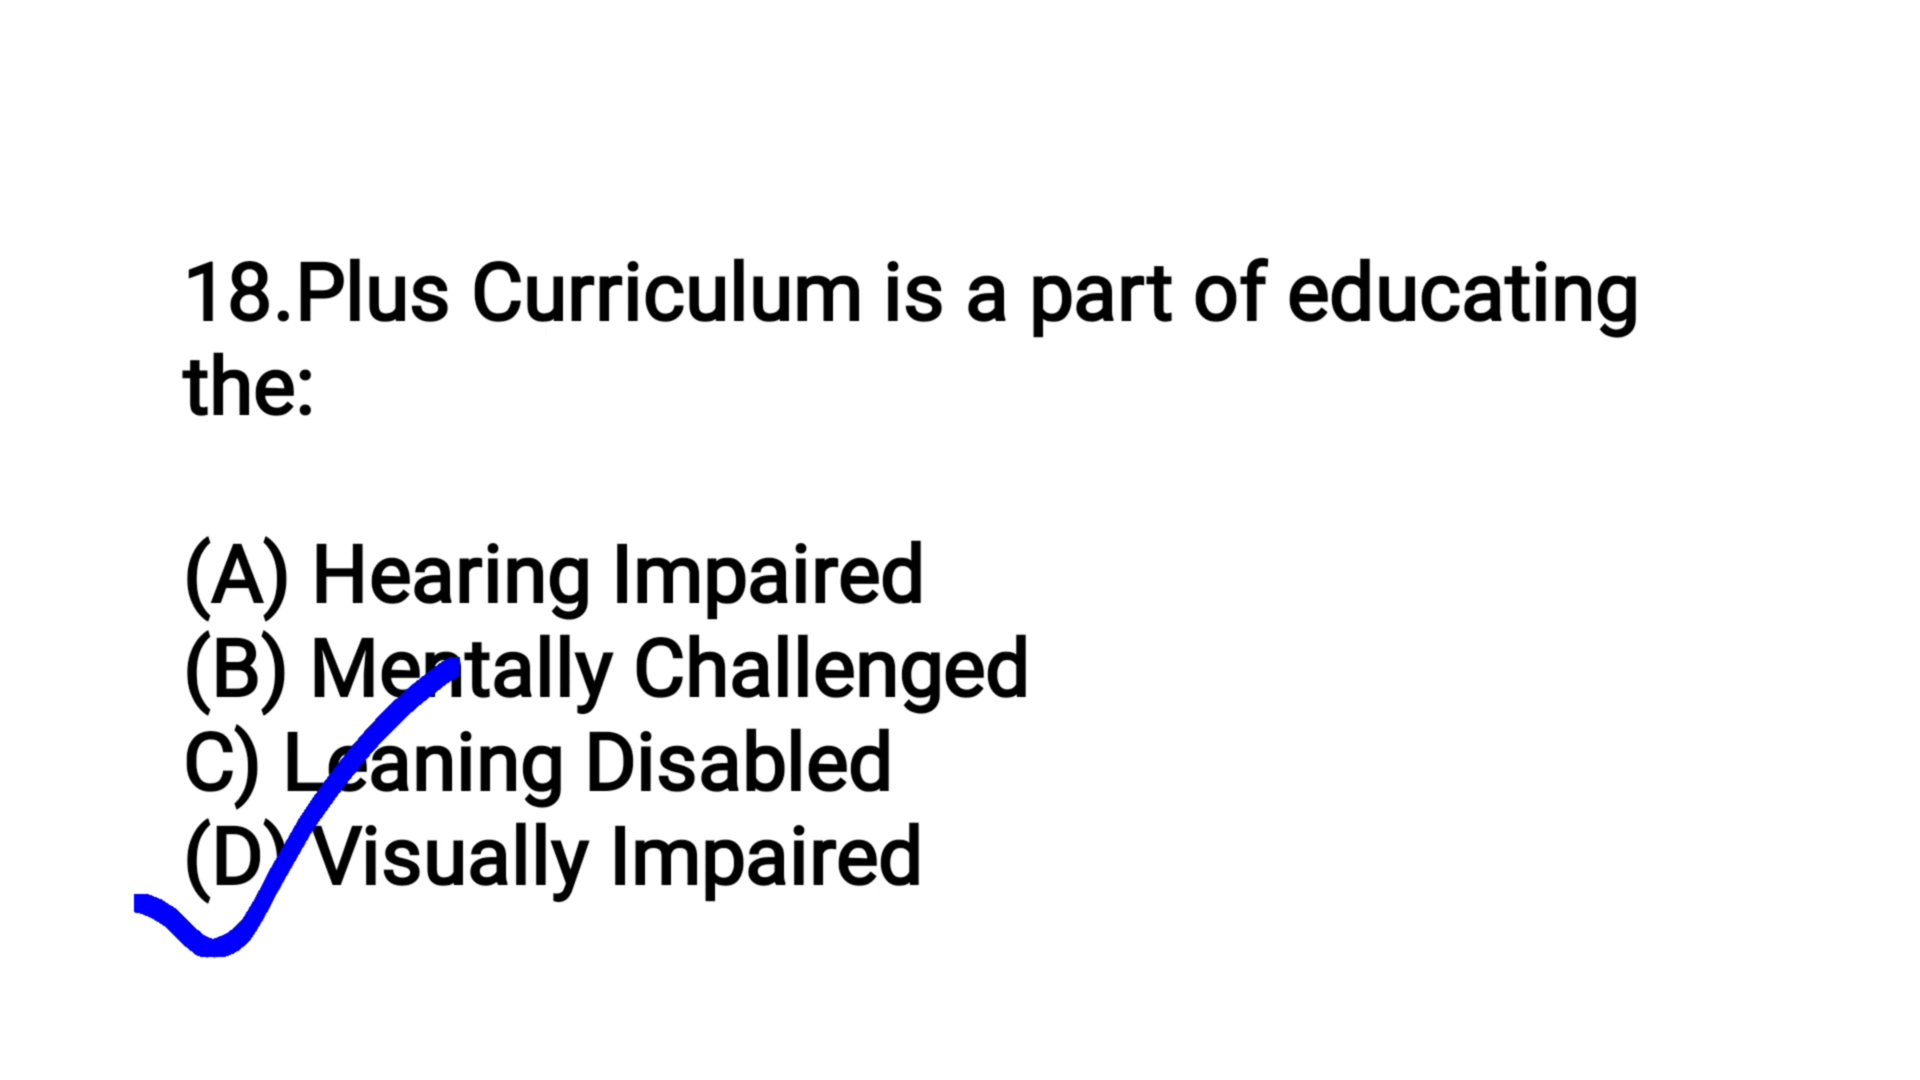 18.Plus Curriculum is a part of educating
the:
(A) Hearing Impaired
(B) Mentally Challenged
C) Leaning Disabled
(D) Visually Impaired